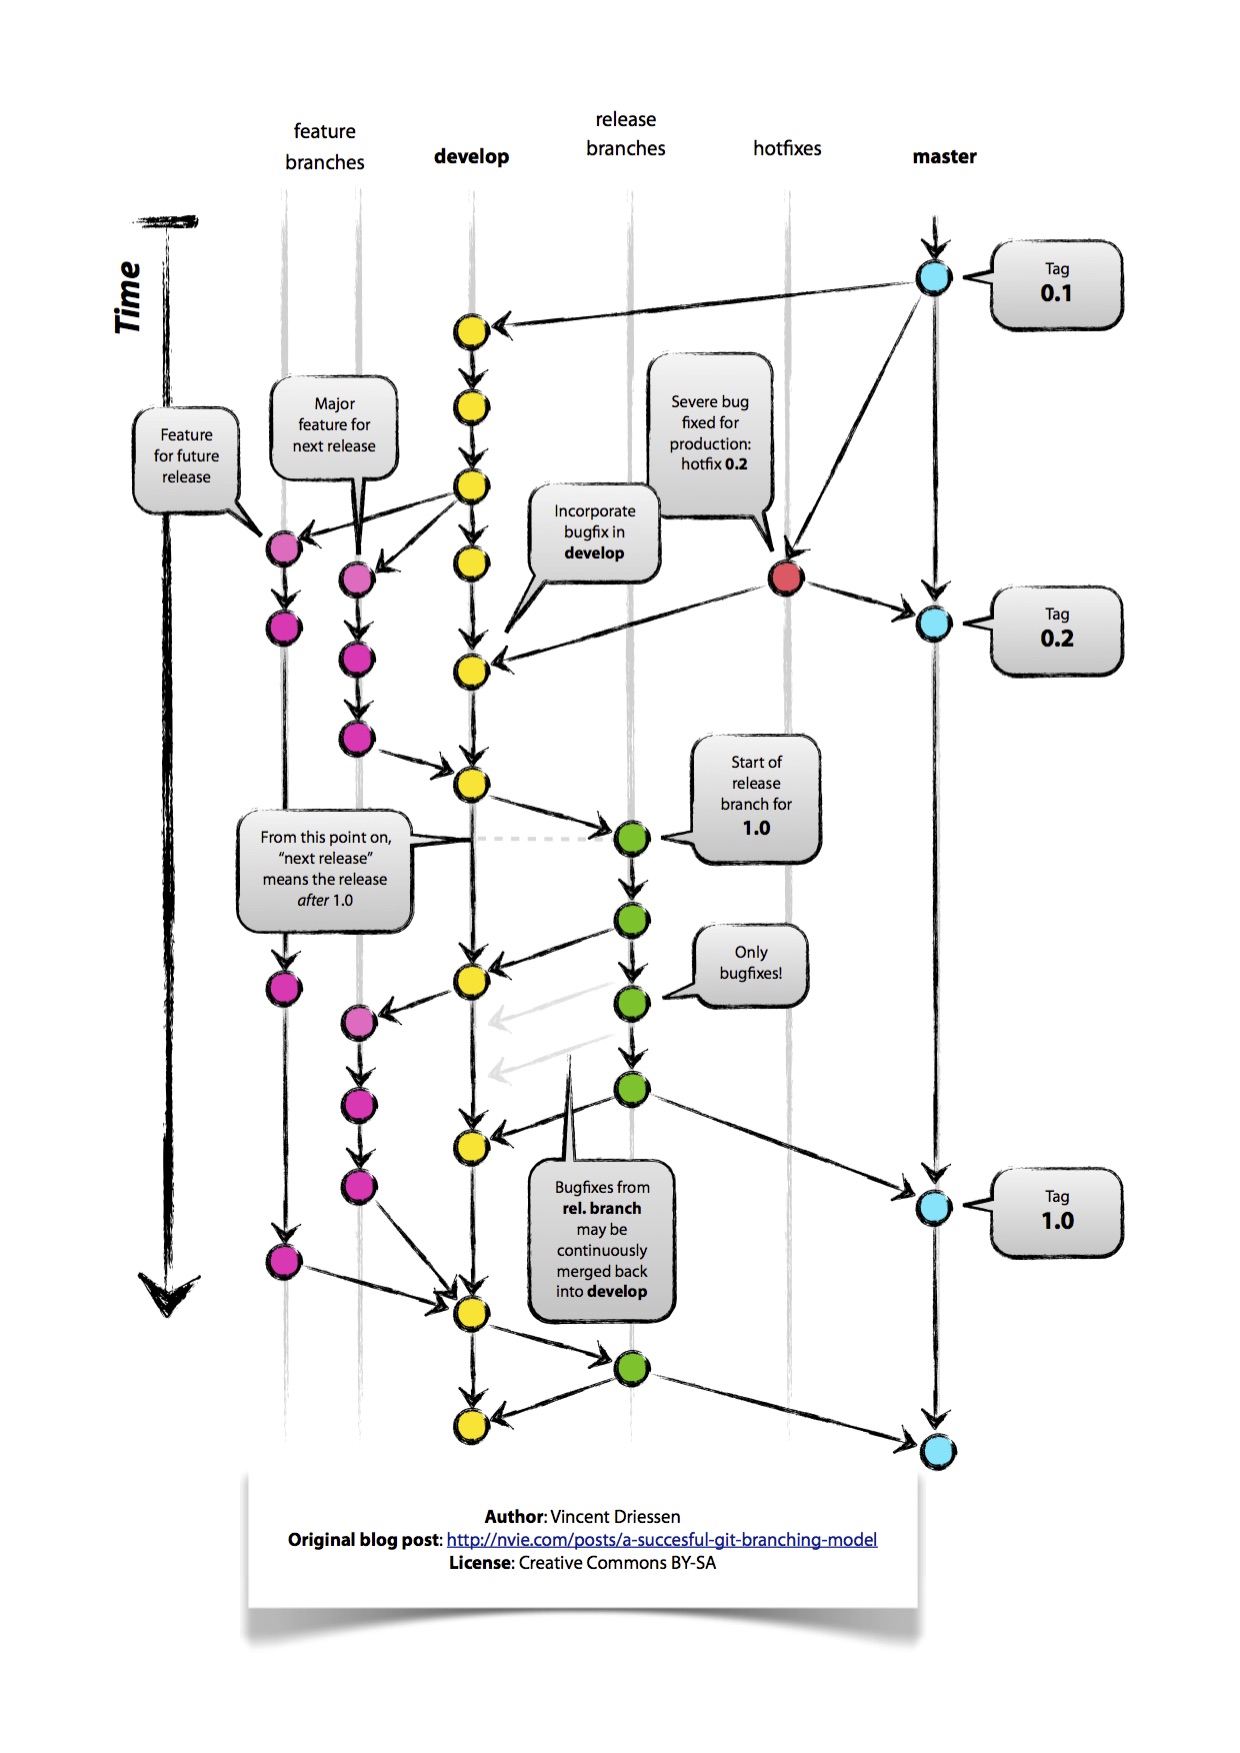 feature
branches
develop
release
branches
hotfixes
master
Time
Tag
0.1
Major
feature for
next release
Feature
for future
release
Severe bug
fixed for
production:
hotfix 0.2
Incorporate
bugfix in
develop
Tag
0.2
Start of
release
branch for
1.0
From this point on,
“next release”
means the release
after 1.0
Only
bugfixes!
Bugfixes from
rel. branch
may be
continuously
merged back
into develop
Tag
1.0
Author: Vincent Driessen
Original blog post: http://nvie.com/posts/a-succesful-git-branching-model
License: Creative Commons BY-SA